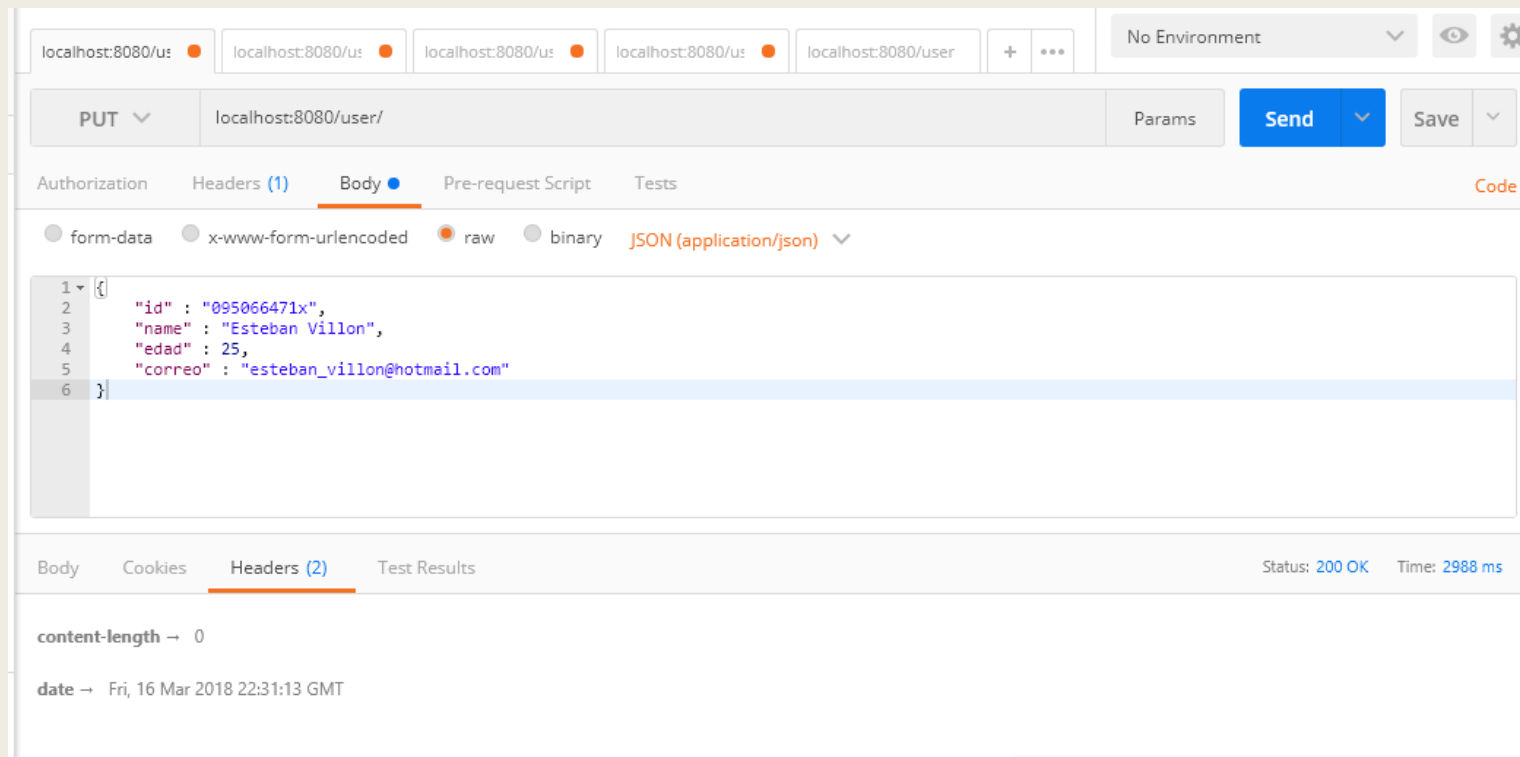 localhost:8080/us localhost:8080/us localhost:8080/us localhost:8080/us localhost:8080/user + ••• No Environment
PUT localhost:8080/user/ Params Send Save
Authorization Headers (1) Body Pre-request Script Tests Code
form-data x-www-form-urlencoded raw binary JSON (application/json)
1 {
2 "id" : "095066471x",
3 "name" : "Esteban Villon",
4 "edad" : 25,
5 "correo" : "esteban_villon@hotmail.com"
6 }
Body Cookies Headers (2) Test Results Status: 200 OK Time: 2988 ms
content-length → 0
date → Fri, 16 Mar 2018 22:31:13 GMT